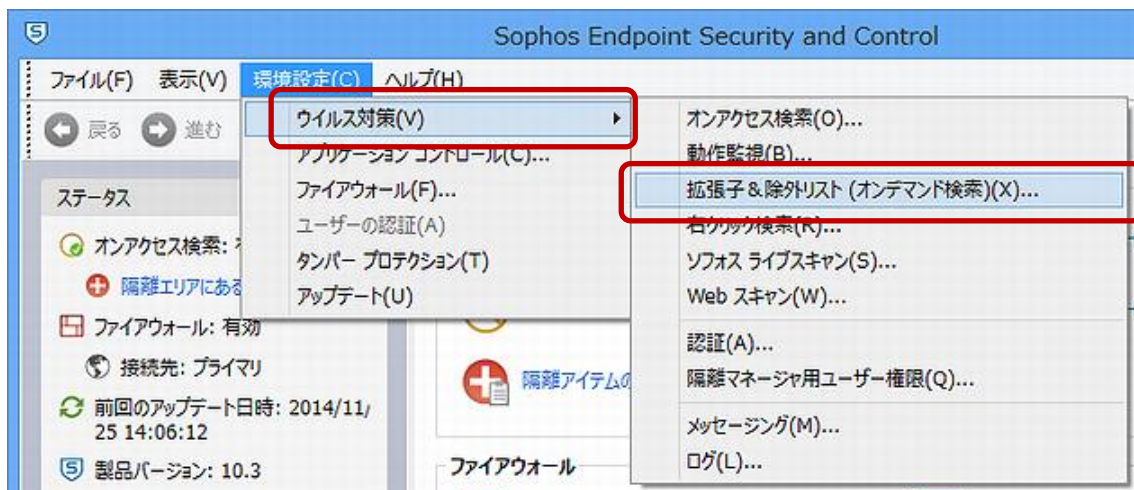 Sophos Endpoint Security and Control
ファイル(F) 表示(V) 環境設定(C) ヘルプ(H)
戻る 進む
ウイルス対策(V)
アプリケーション コントロール(C)...
ファイアウォール(F)...
ユーザーの認証(A)
タンパー プロテクション(T)
アップデート(U)
オンアクセス検索(O)...
動作監視(B)...
拡張子&除外リスト (オンデマンド検索)(X)...
右クリック検索(R)...
ソフォス ライブスキャン(S)...
Web スキャン(W)...
認証(A)...
隔離マネージャ用ユーザー権限(Q)...
メッセージング(M)...
ログ(L)...
ステータス
オンアクセス検索:
隔離エリアにある
ファイアウォール: 有効
接続先: プライマリ
前回のアップデート日時: 2014/11/
25 14:06:12
製品バージョン: 10.3
隔離アイテムの
ファイアウォール